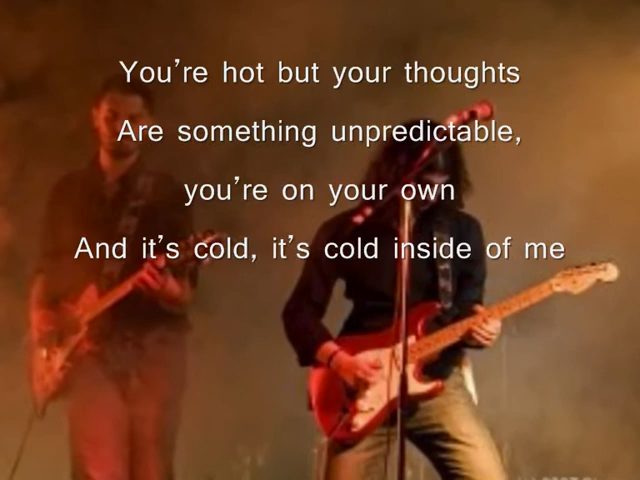 You’re hot but your thoughts
Are something unpredictable,
you’re on your own
And it’s cold, it’s cold inside of me